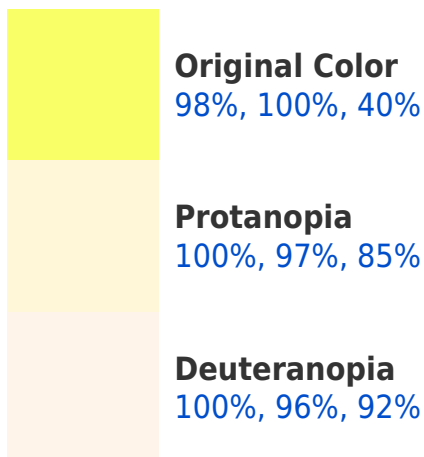 Original Color
98%, 100%, 40%
Protanopia
100%, 97%, 85%
Deuteranopia
100%, 96%, 92%